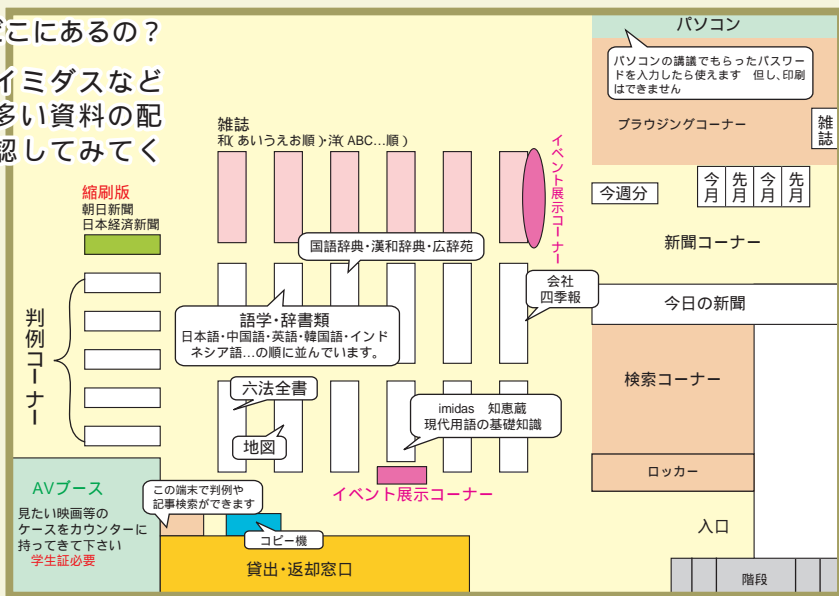 どこにあるの？
イミダスなど
多い資料の配
認してみてく
パソコン
パソコンの講義でもらったパスワー
ドを入力したら使えます　但し、印刷
はできません
ブラウジングコーナー
雑誌
雑誌
和(あいうえお順)・洋(ABC…順)
イベント展示コーナー
今週分
今月
先月
今月
先月
新聞コーナー
縮刷版
朝日新聞
日本経済新聞
国語辞典・漢和辞典・広辞苑
会社
四季報
今日の新聞
判例コーナー
語学・辞書類
日本語・中国語・英語・韓国語・インド
ネシア語…の順に並んでいます。
検索コーナー
六法全書
地図
imidas　知恵蔵
現代用語の基礎知識
ロッカー
イベント展示コーナー
AVブース
見たい映画等の
ケースをカウンターに
持ってきて下さい
学生証必要
この端末で判例や
記事検索ができます
コピー機
貸出・返却窓口
入口
階段